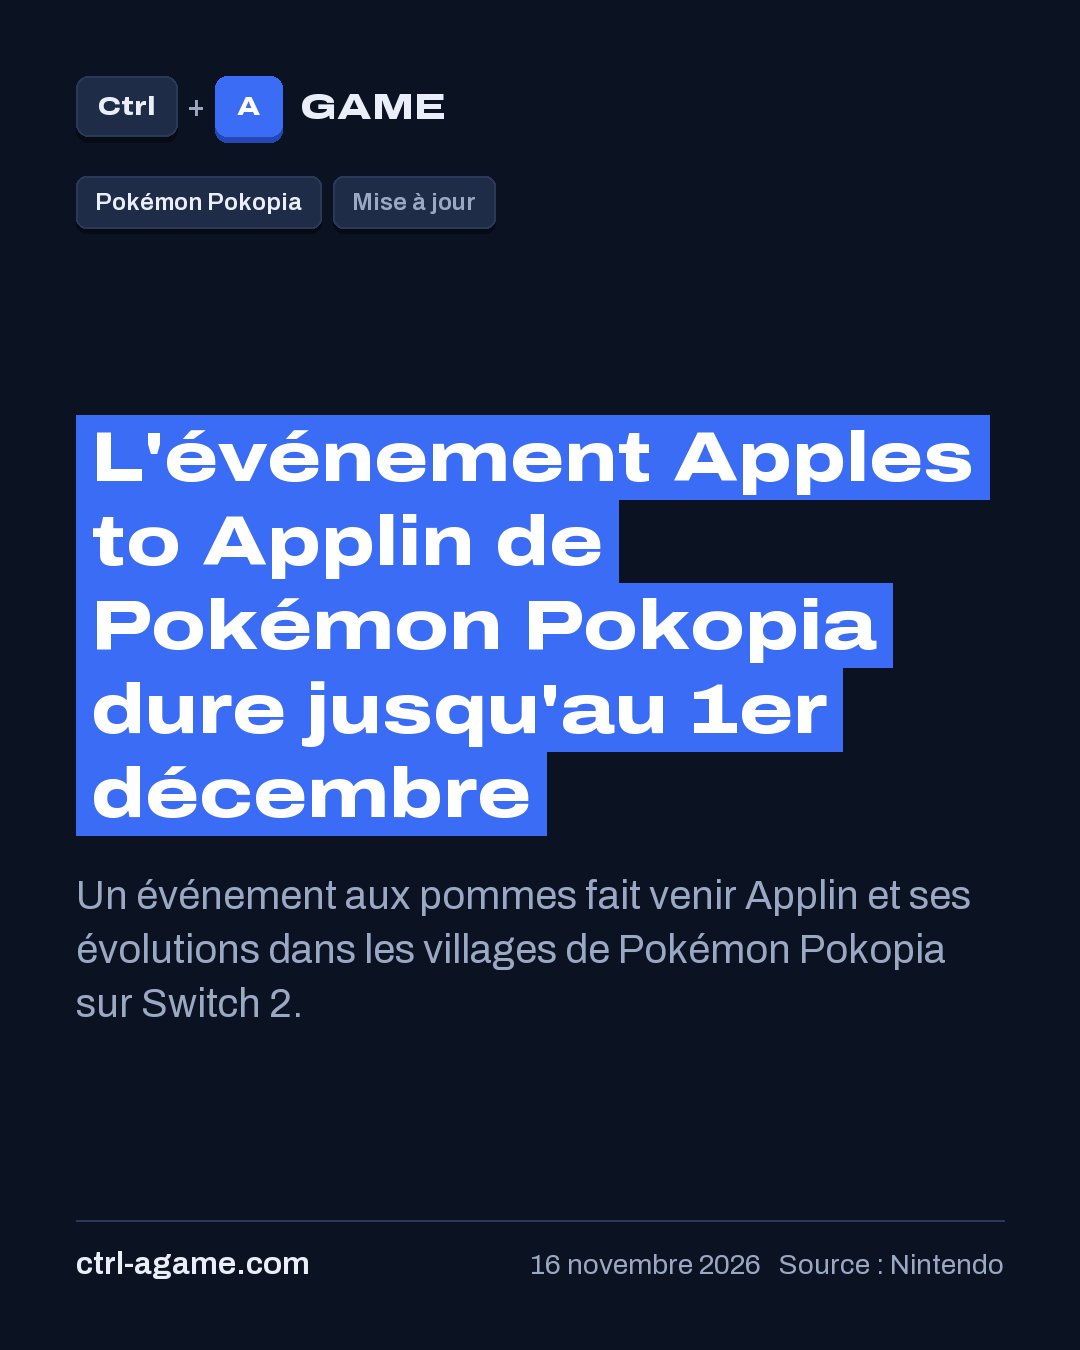 Ctrl + A GAME
Pokémon Pokopia Mise à jour
L'événement Apples
to Applin de
Pokémon Pokopia
dure jusqu'au 1er
décembre
Un événement aux pommes fait venir Applin et ses
évolutions dans les villages de Pokémon Pokopia
sur Switch 2.
ctrl-agame.com 16 novembre 2026 Source : Nintendo